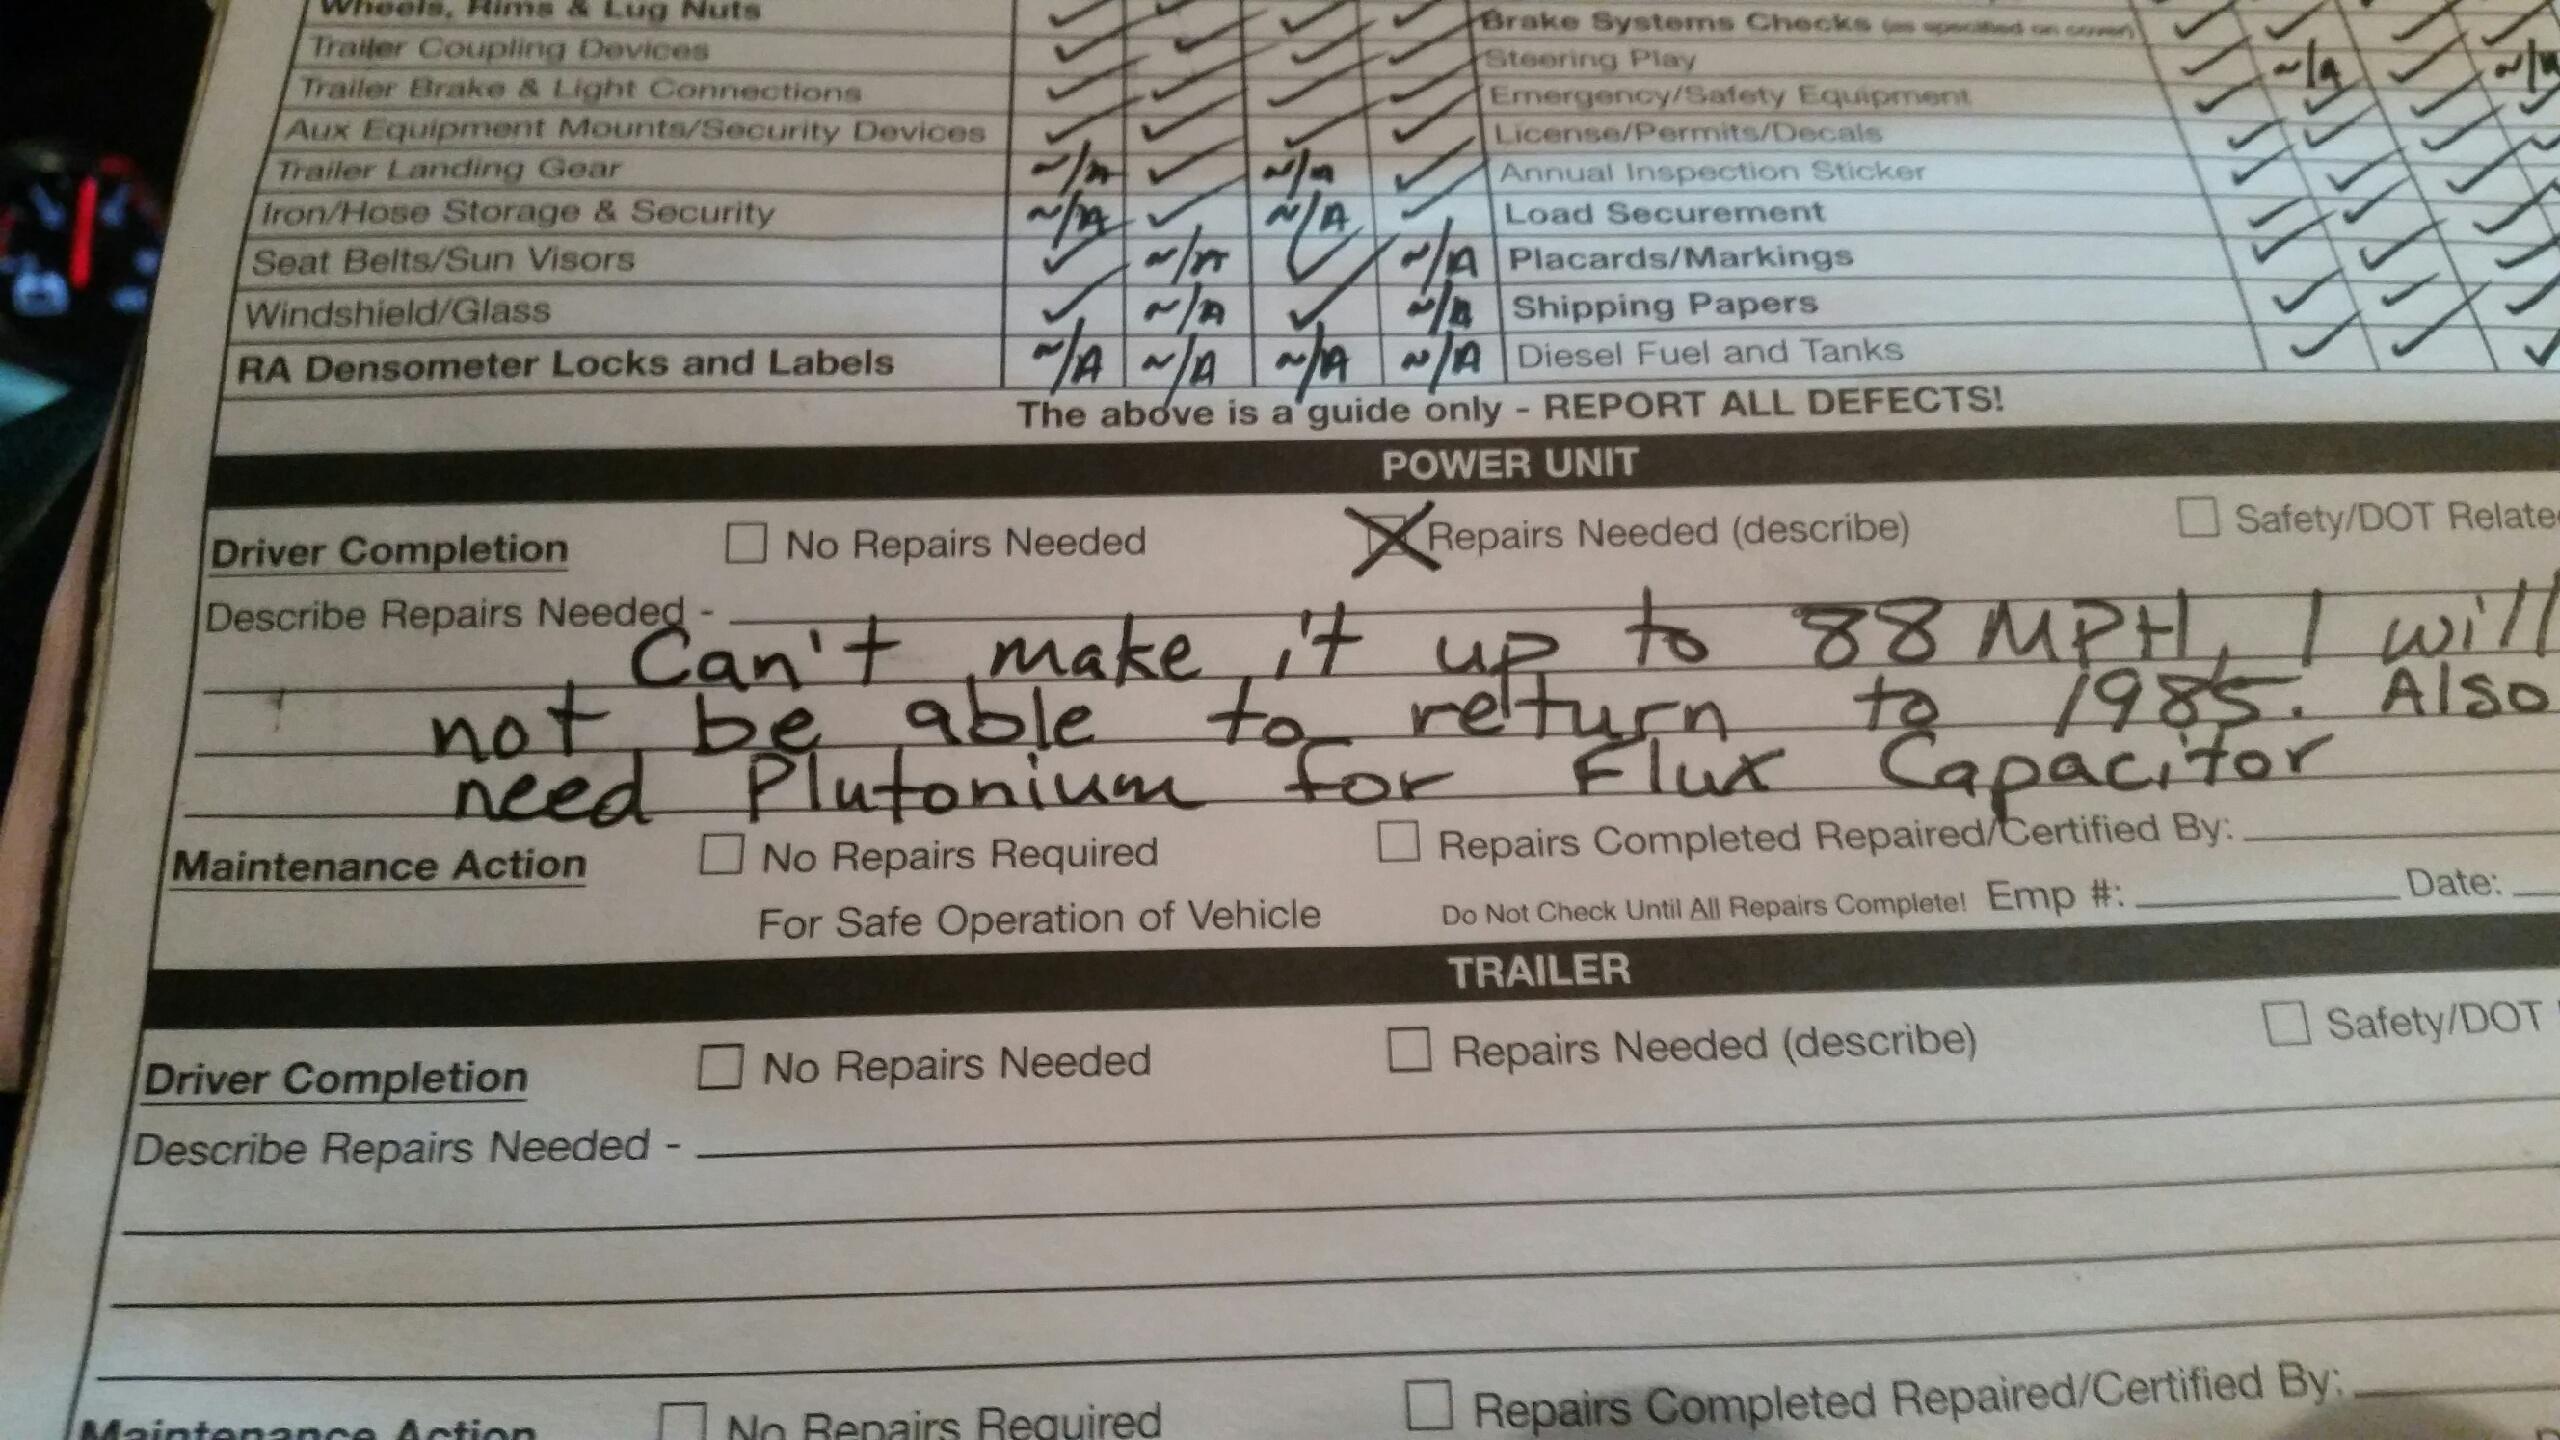 Wheels, Rims & Lug Nuts ✓ ✓ ✓ ✓ Brake Systems Checks (as specified on cover) ✓ ✓ ✓ ✓
Trailer Coupling Devices ✓ ✓ ✓ ✓ Steering Play ✓ N/A ✓ N/A
Trailer Brake & Light Connections ✓ ✓ ✓ ✓ Emergency/Safety Equipment ✓ ✓ ✓ ✓
Aux Equipment Mounts/Security Devices ✓ ✓ ✓ ✓ License/Permits/Decals ✓ ✓ ✓ ✓
Trailer Landing Gear N/A ✓ N/A ✓ Annual Inspection Sticker ✓ ✓ ✓ ✓
Iron/Hose Storage & Security N/A ✓ N/A ✓ Load Securement ✓ ✓ ✓
Seat Belts/Sun Visors ✓ N/A ✓ N/A Placards/Markings ✓ ✓ ✓
Windshield/Glass ✓ N/A ✓ N/A Shipping Papers ✓ ✓ ✓
RA Densometer Locks and Labels N/A N/A N/A N/A Diesel Fuel and Tanks ✓ ✓ ✓
The above is a guide only - REPORT ALL DEFECTS!
POWER UNIT
Driver Completion No Repairs Needed Repairs Needed (describe) Safety/DOT Relate
Describe Repairs Needed -
Can't make it up to 88 MPH, I will
not be able to return to 1985. Also
need Plutonium for Flux Capacitor
Maintenance Action No Repairs Required Repairs Completed Repaired/Certified By:
For Safe Operation of Vehicle Do Not Check Until All Repairs Complete! Emp #: Date:
TRAILER
Driver Completion No Repairs Needed Repairs Needed (describe) Safety/DOT
Describe Repairs Needed -
Maintenance Action No Repairs Required Repairs Completed Repaired/Certified By: